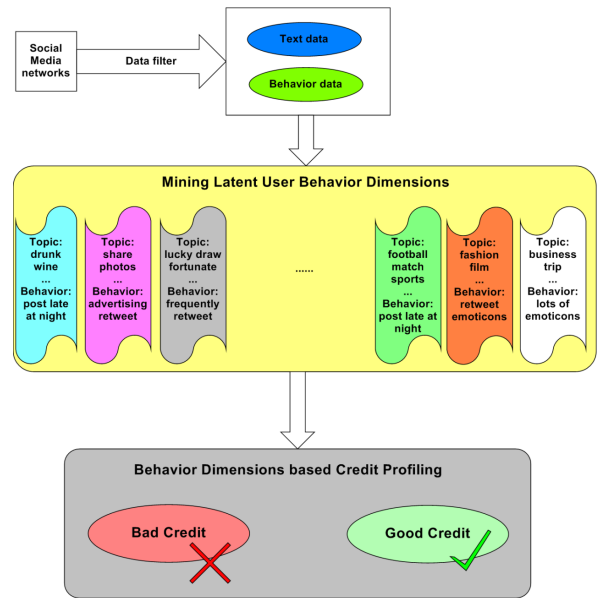 Social
Media
networks
Data filter
Text data
Behavior data
Mining Latent User Behavior Dimensions
Topic:
drunk
wine
...
Behavior:
post late
at night
Topic:
share
photos
...
Behavior:
advertising
retweet
Topic:
lucky draw
fortunate
...
Behavior:
frequently
retweet
......
Topic:
football
match
sports
...
Behavior:
post late at
night
Topic:
fashion
film
...
Behavior:
retweet
emoticons
Topic:
business
trip
...
Behavior:
lots of
emoticons
Behavior Dimensions based Credit Profiling
Bad Credit
Good Credit